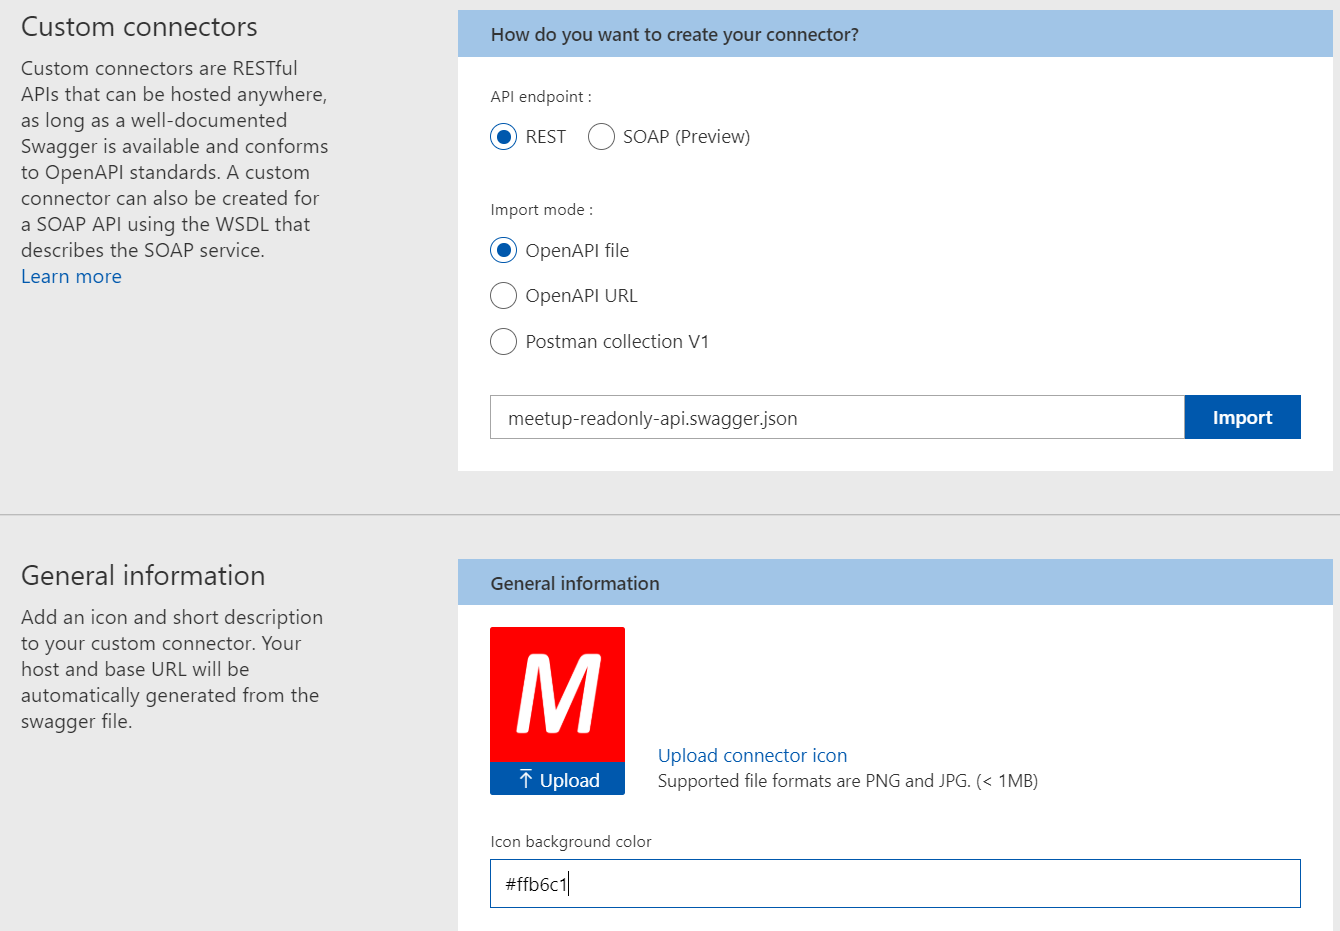 Custom connectors
Custom connectors are RESTful
APIs that can be hosted anywhere,
as long as a well-documented
Swagger is available and conforms
to OpenAPI standards. A custom
connector can also be created for
a SOAP API using the WSDL that
describes the SOAP service.
Learn more
How do you want to create your connector?
API endpoint :
REST
SOAP (Preview)
Import mode :
OpenAPI file
OpenAPI URL
Postman collection V1
meetup-readonly-api.swagger.json
Import
General information
Add an icon and short description
to your custom connector. Your
host and base URL will be
automatically generated from the
swagger file.
General information
M
Upload
Upload connector icon
Supported file formats are PNG and JPG. (< 1MB)
Icon background color
#ffb6c1